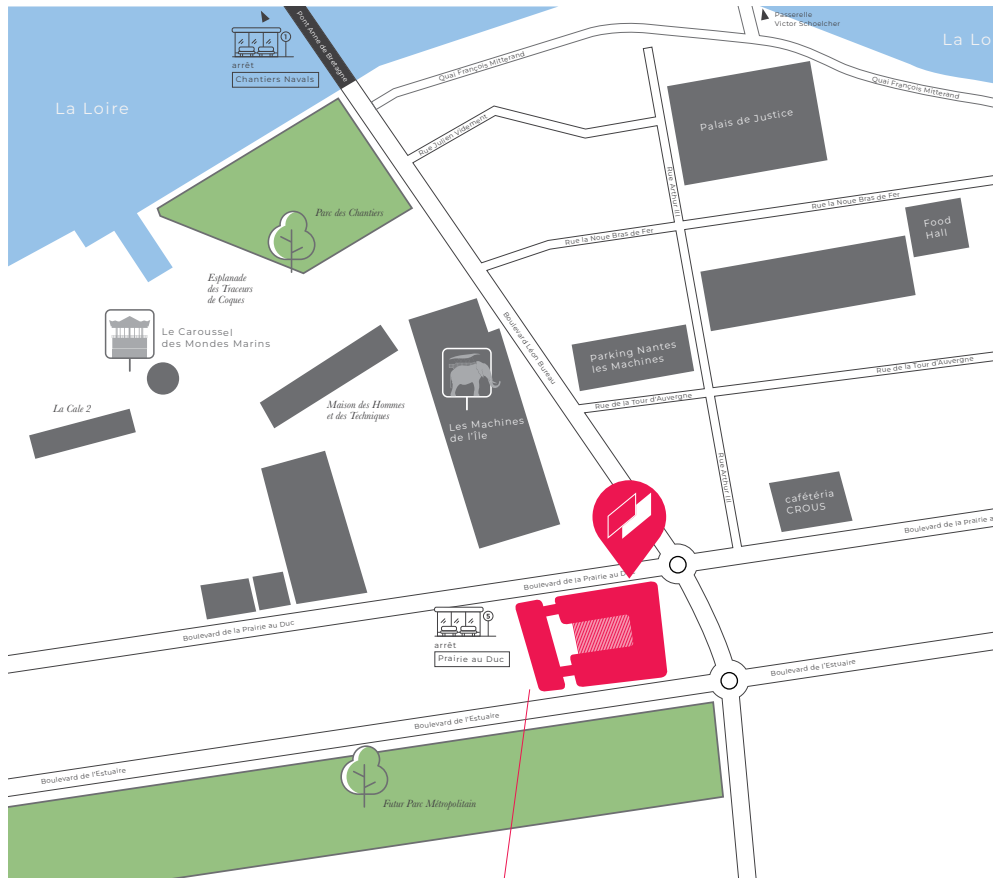 Pont Anne de Bretagne
Passerelle
Victor Schoelcher
1
arrêt
Chantiers Navals
La Lo
Quai François Mitterand
Quai François Mitterand
La Loire
Palais de Justice
Rue Julien Videment
Rue Arthur III
Rue la Noue Bras de Fer
Parc des Chantiers
Food
Hall
Rue la Noue Bras de Fer
Esplanade
des Traceurs
de Coques
Boulevard Léon Bureau
Le Caroussel
des Mondes Marins
Parking Nantes
les Machines
Rue de la Tour d'Auvergne
La Cale 2
Maison des Hommes
et des Techniques
Rue de la Tour d'Auvergne
Les Machines
de l'Île
Rue Arthur III
cafétéria
CROUS
Boulevard de la Prairie a
Boulevard de la Prairie au D
Boulevard de la Prairie au Duc
5
arrêt
Prairie au Duc
Boulevard de l'Estuaire
Boulevard de l'Estuaire
Boulevard de l'Estuaire
Futur Parc Métropolitain